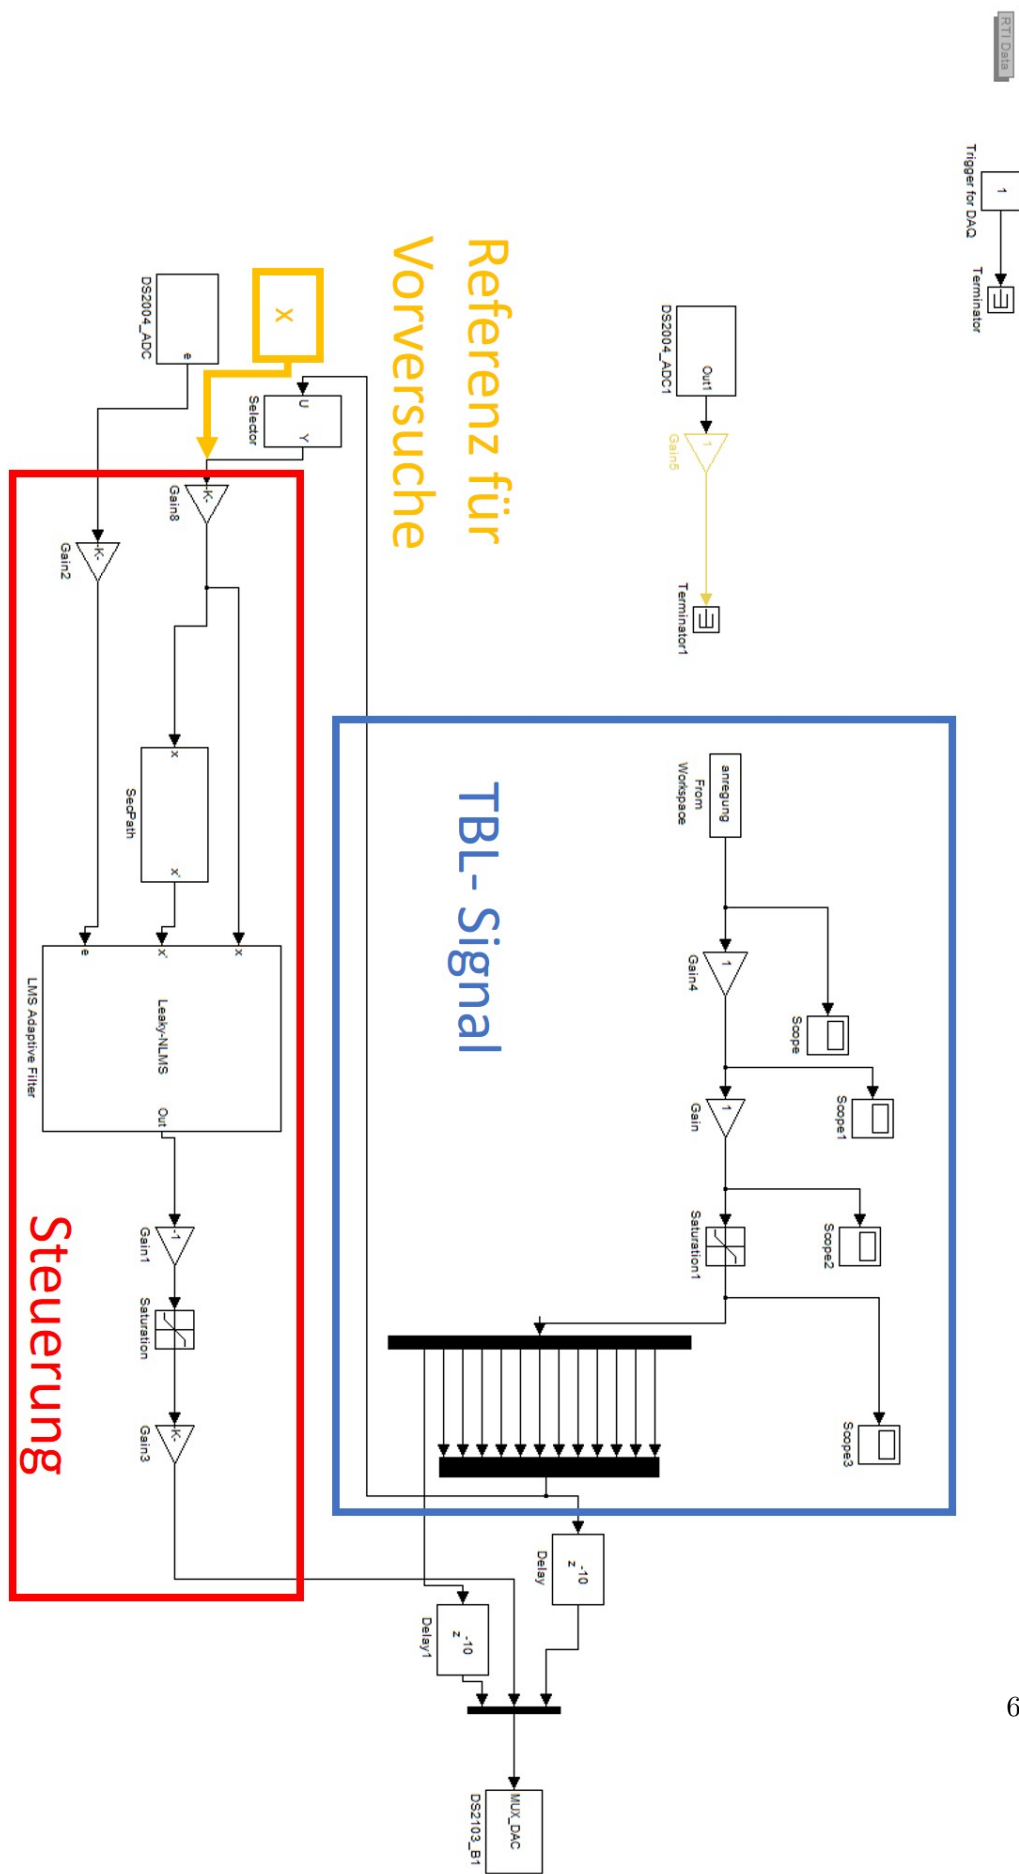 RTI Data
1
Trigger for DAQ
Terminator
Out1
DS2004_ADC1
1
Gain5
Terminator1
Referenz für
Vorversuche
X
e
DS2004_ADC
U
Y
Selector
anregung
From
Workspace
1
Gain4
Scope
1
Gain
Scope1
Scope2
Saturation1
Scope3
TBL- Signal
-K-
Gain8
-K-
Gain2
x
x'
SecPath
x
x'
e
Leaky-NLMS
Out
LMS Adaptive Filter
-1
Gain1
Saturation
-K-
Gain3
Steuerung
z -10
Delay
z -10
Delay1
MUX_DAC
DS2103_B1
6